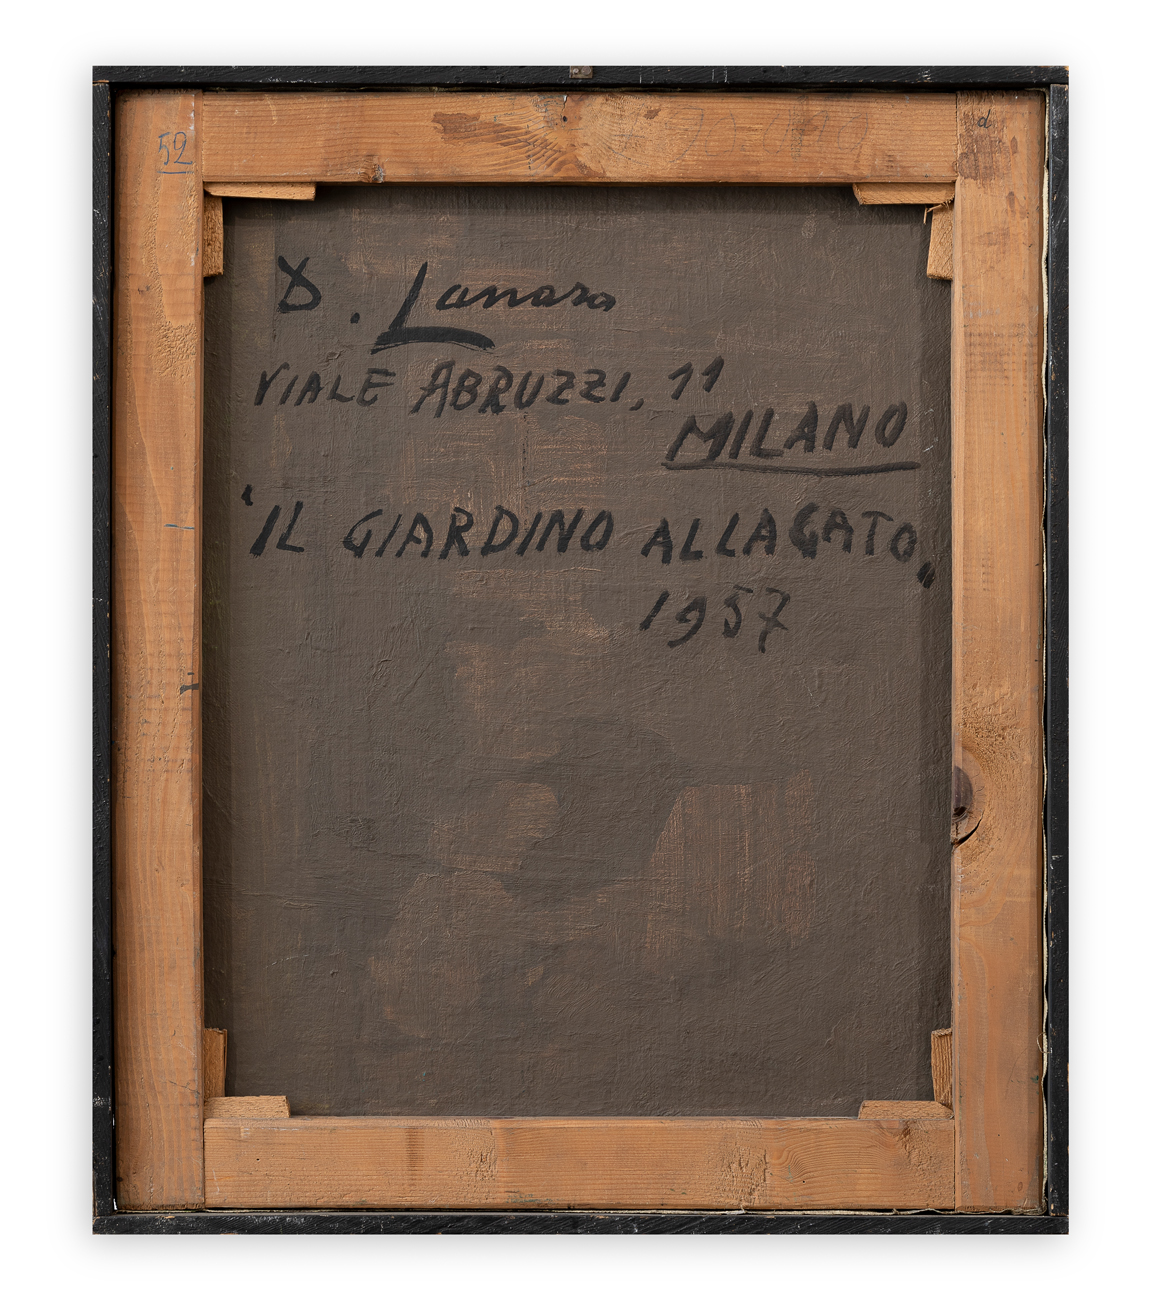 52
d
D. Lanaro
VIALE ABRUZZI, 11
MILANO
"IL GIARDINO ALLAGATO"
1957